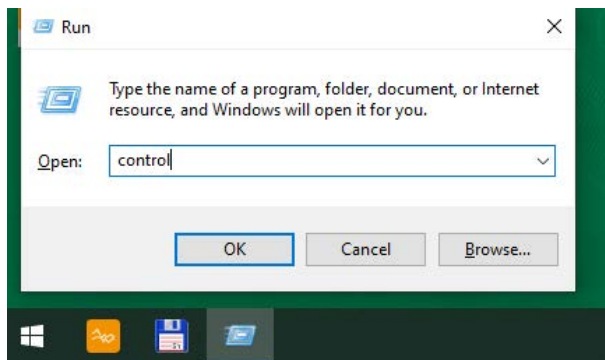 Run
Type the name of a program, folder, document, or Internet
resource, and Windows will open it for you.
Open: control
OK Cancel Browse...